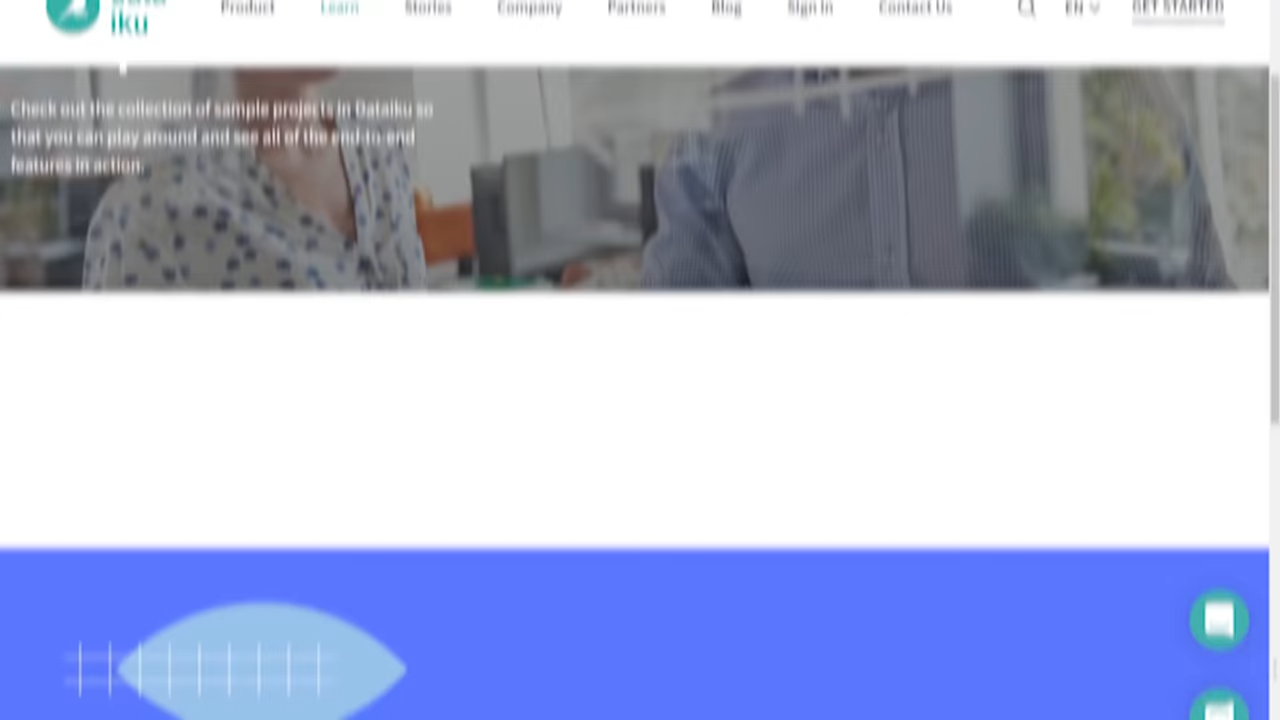 iku
Product Learn Stories Company Partners Blog Sign In Contact Us EN GET STARTED
Check out the collection of sample projects in Dataiku so
that you can play around and see all of the end-to-end
features in action.